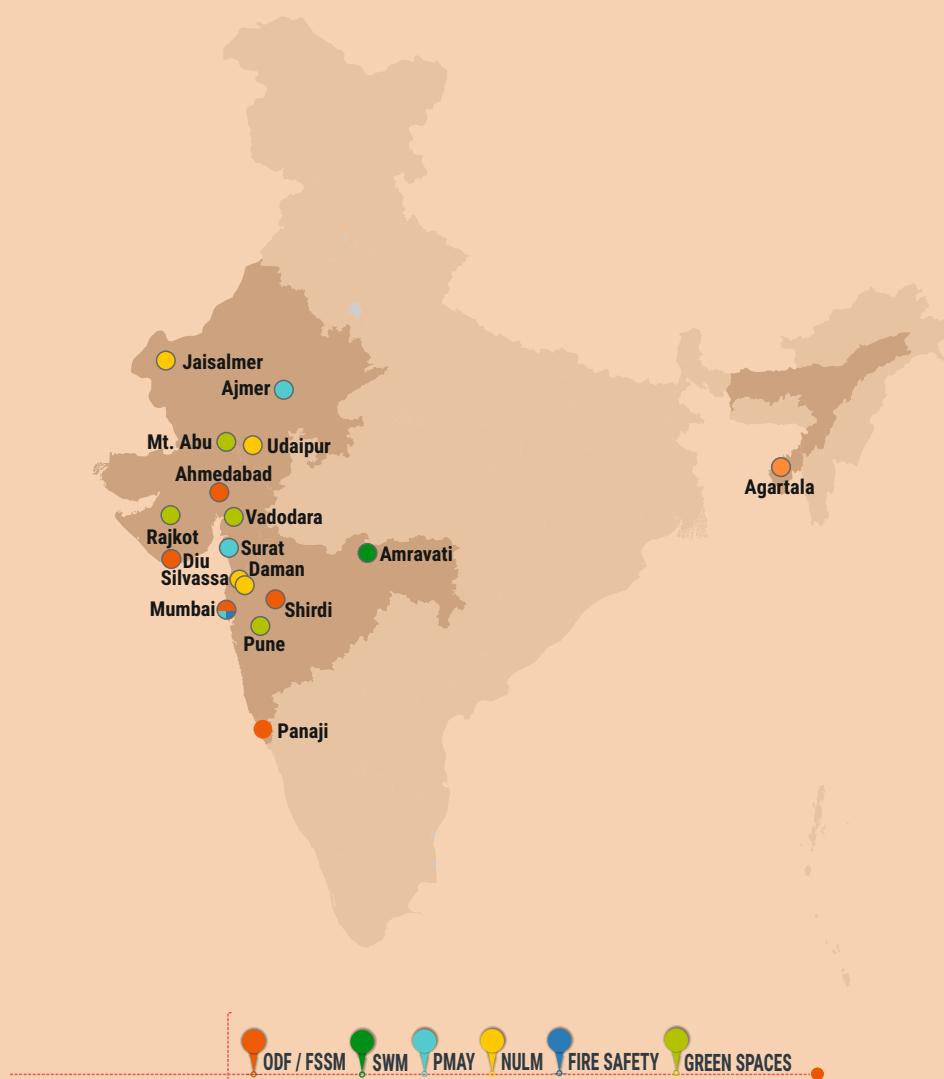 Jaisalmer
Ajmer
Mt. Abu
Udaipur
Ahmedabad
Agartala
Vadodara
Rajkot
Surat
Amravati
Diu
Daman
Silvassa
Mumbai
Shirdi
Pune
Panaji
ODF / FSSM SWM PMAY NULM FIRE SAFETY GREEN SPACES